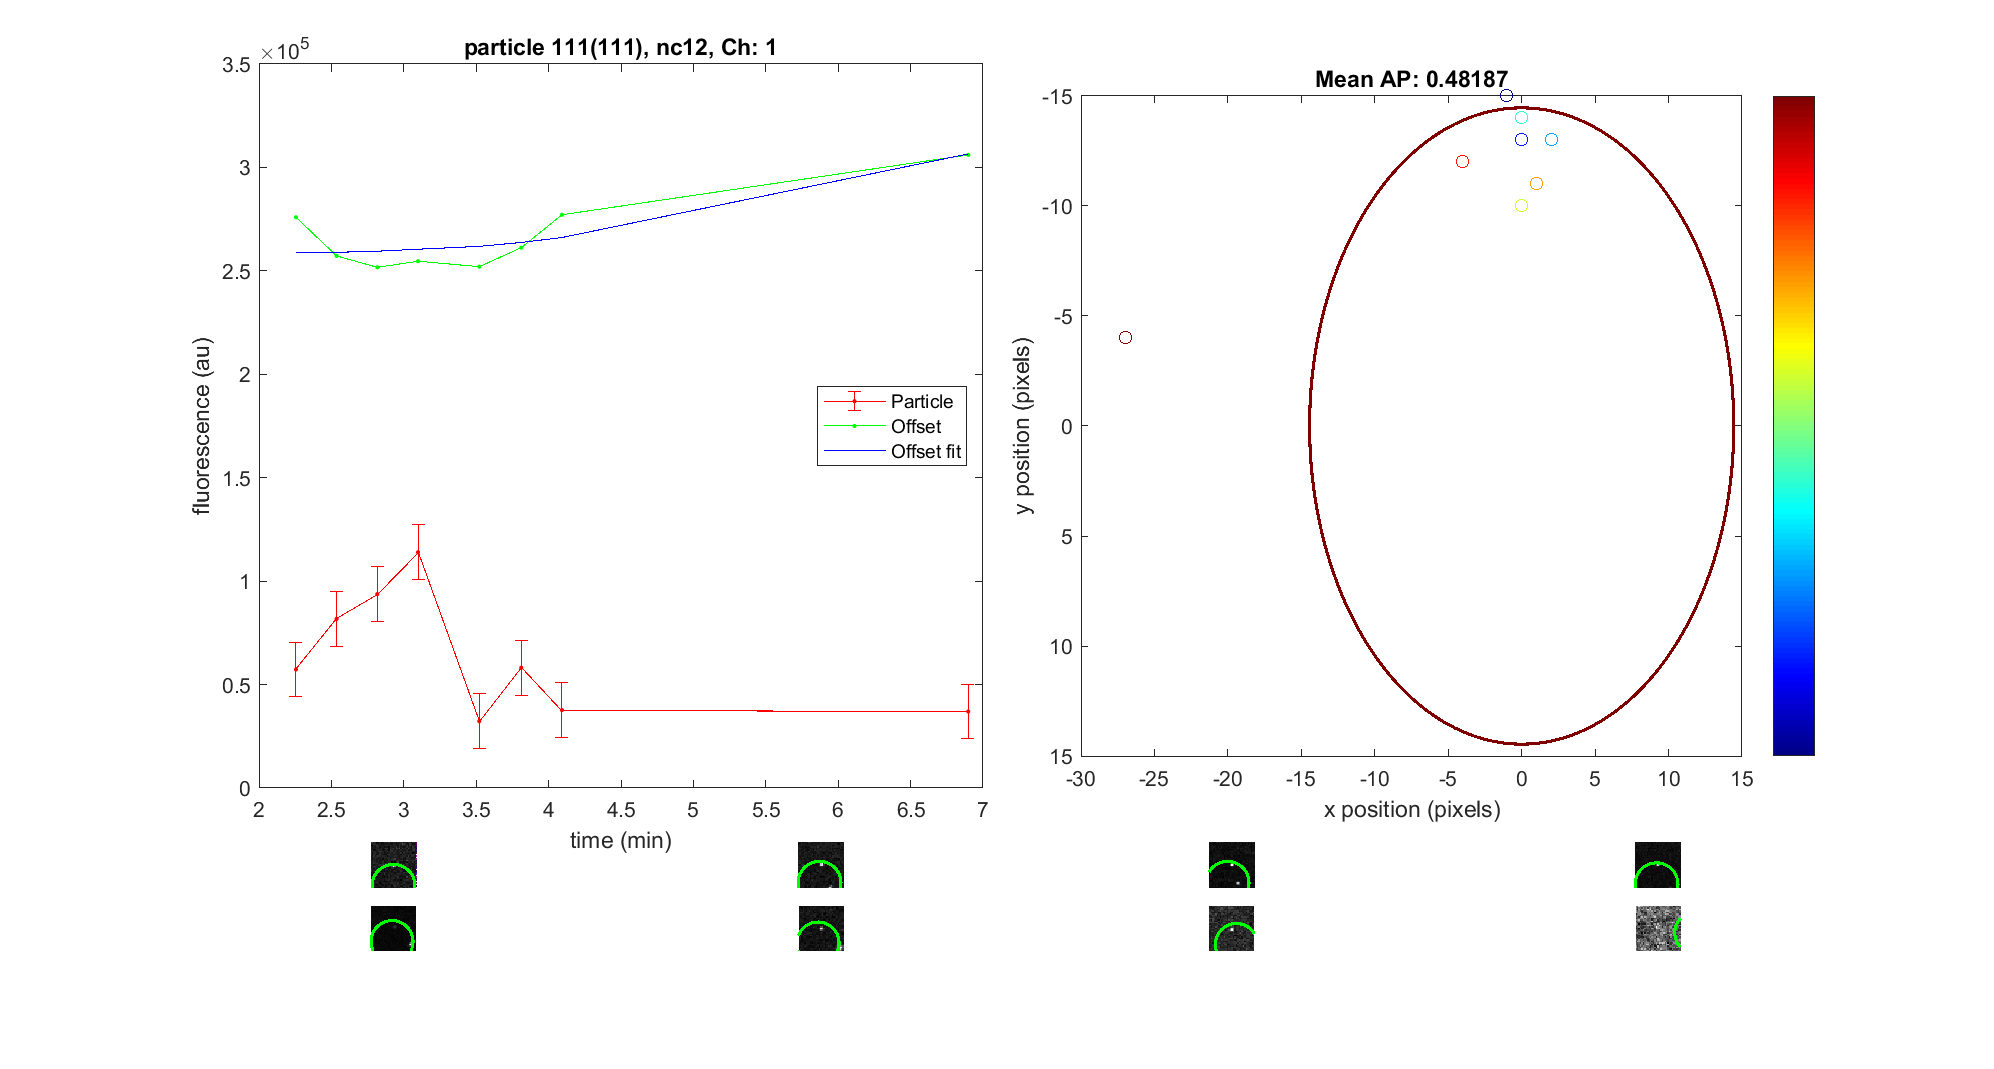 particle 111(111), nc12, Ch: 1
×10^5
3.5
3
2.5
2
1.5
1
0.5
0
fluorescence (au)
2 2.5 3 3.5 4 4.5 5 5.5 6 6.5 7
time (min)
Particle
Offset
Offset fit
Mean AP: 0.48187
-15
-10
-5
0
5
10
15
y position (pixels)
-30 -25 -20 -15 -10 -5 0 5 10 15
x position (pixels)